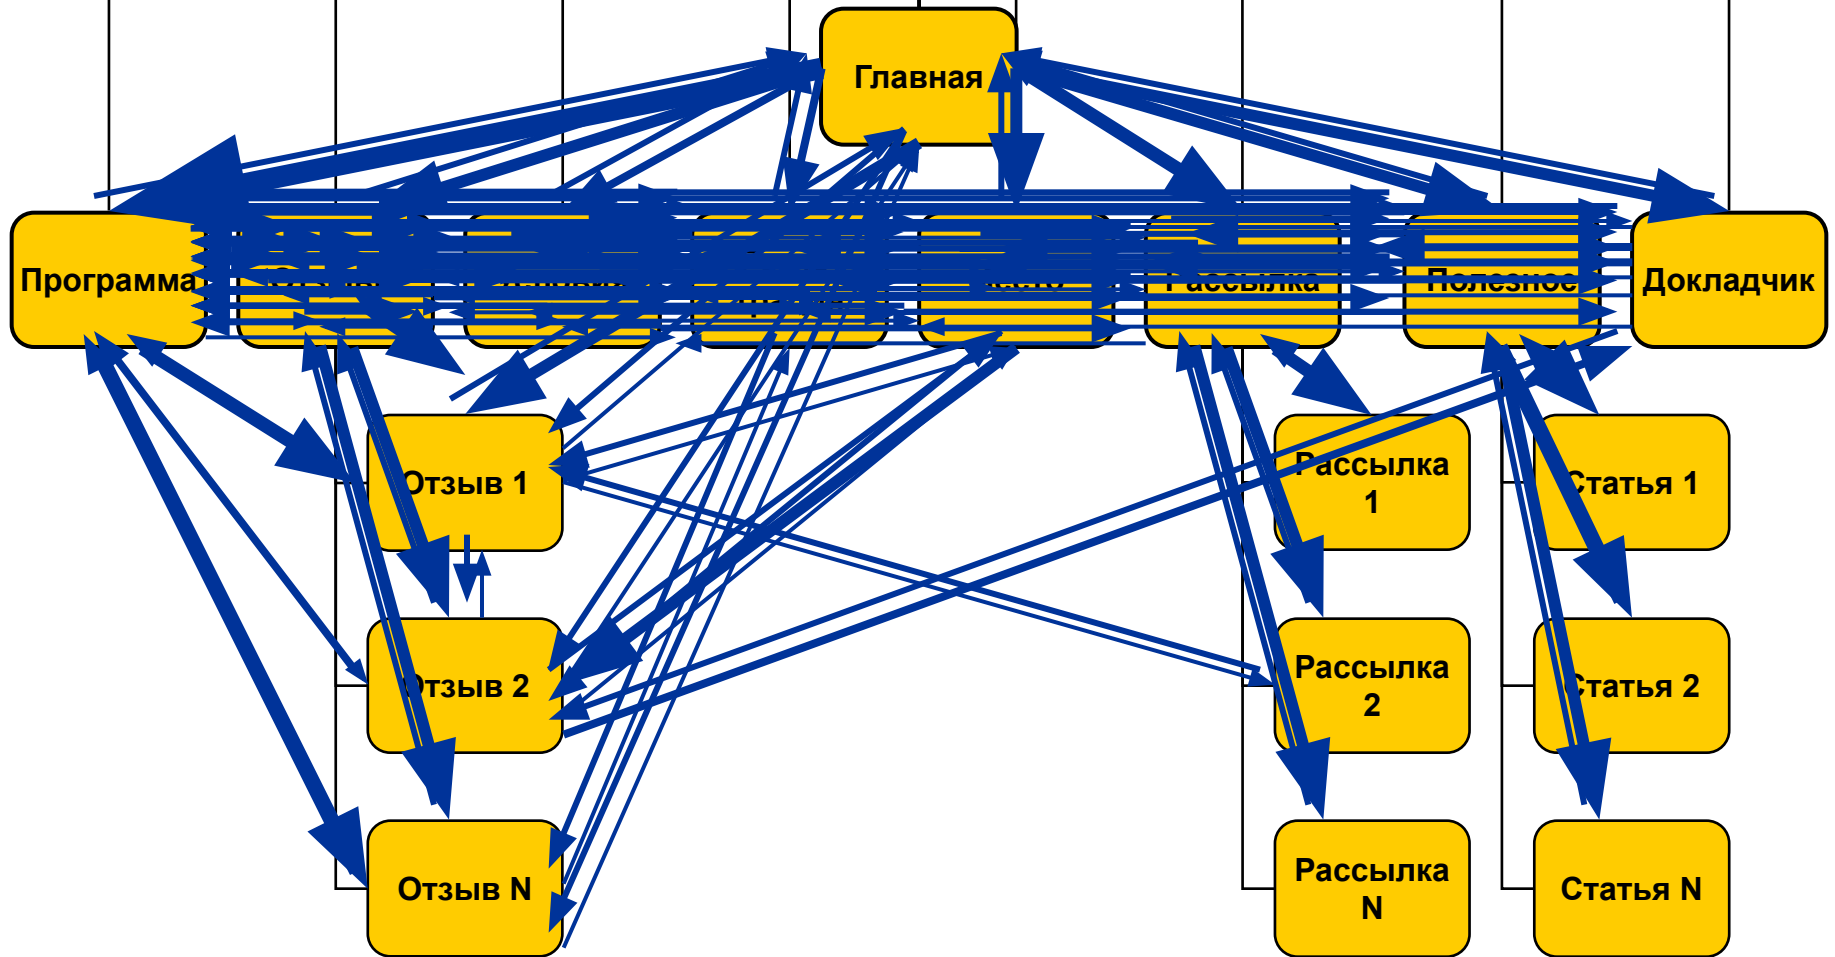 Главная
Программа
Рассылка
Полезное
Докладчик
Отзыв 1
Рассылка
1
Статья 1
Отзыв 2
Рассылка
2
Статья 2
Отзыв N
Рассылка
N
Статья N